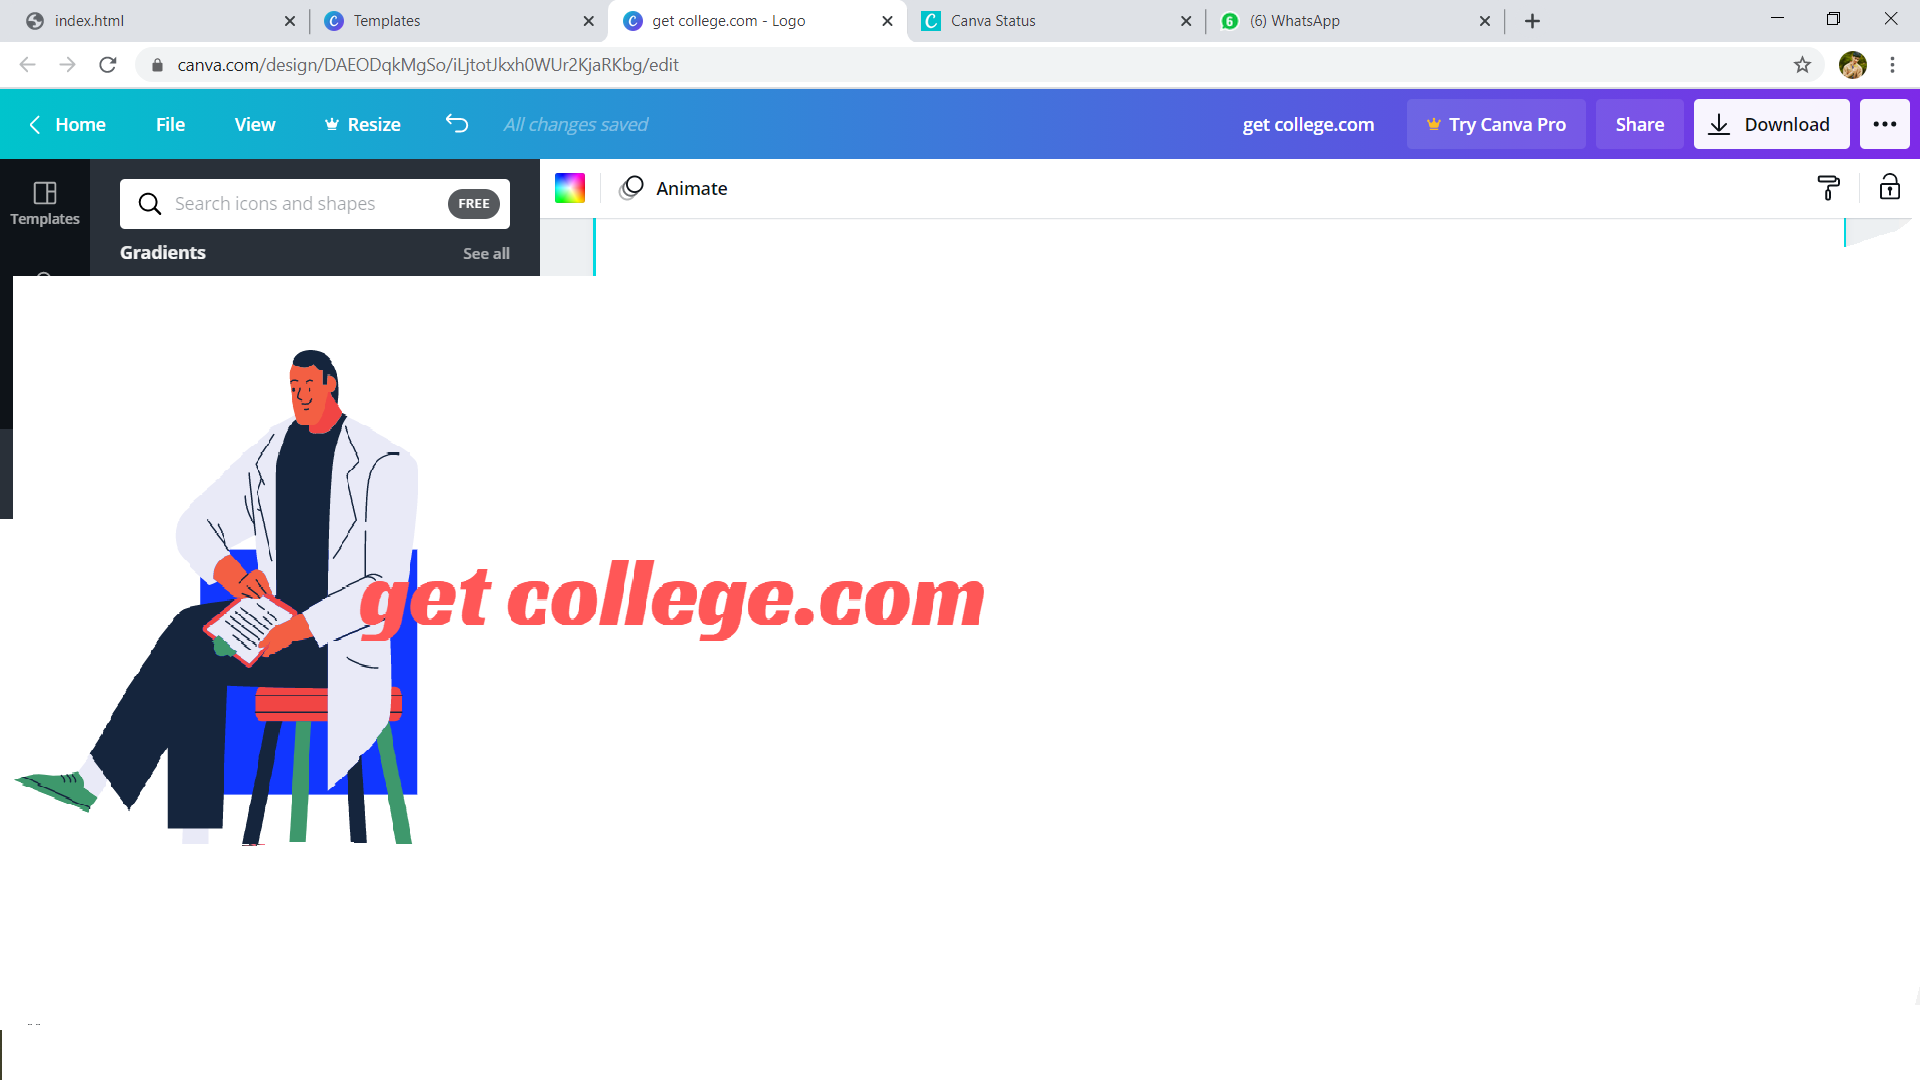 index.html
Templates
get college.com - Logo
Canva Status
(6) WhatsApp
canva.com/design/DAEODqkMgSo/iLjtotJkxh0WUr2KjaRKbg/edit
Home
File
View
Resize
All changes saved
get college.com
Try Canva Pro
Share
Download
Templates
Search icons and shapes
FREE
Animate
Gradients
See all
get college.com